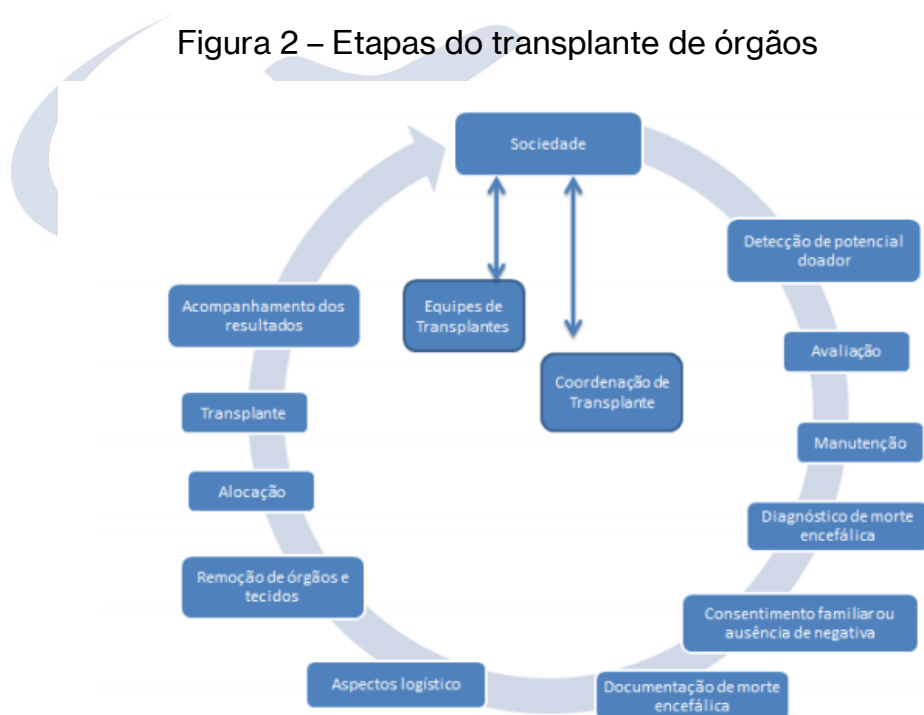 Figura 2 – Etapas do transplante de órgãos
Sociedade
Detecção de potencial
doador
Avaliação
Manutenção
Diagnóstico de morte
encefálica
Consentimento familiar ou
ausência de negativa
Documentação de morte
encefálica
Aspectos logístico
Remoção de órgãos e
tecidos
Alocação
Transplante
Acompanhamento dos
resultados
Equipes de
Transplantes
Coordenação de
Transplante